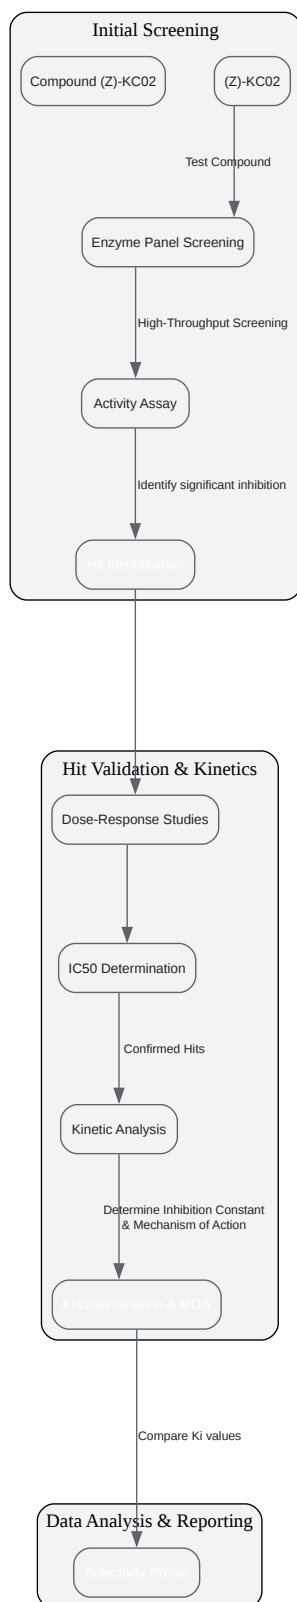 Initial Screening
Compound (Z)-KC02
(Z)-KC02
Test Compound
Enzyme Panel Screening
High-Throughput Screening
Activity Assay
Identify significant inhibition
Hit Identification
Hit Validation & Kinetics
Dose-Response Studies
IC50 Determination
Confirmed Hits
Kinetic Analysis
Determine Inhibition Constant
& Mechanism of Action
Ki Determination & MOA
Compare Ki values
Data Analysis & Reporting
Selectivity Profile